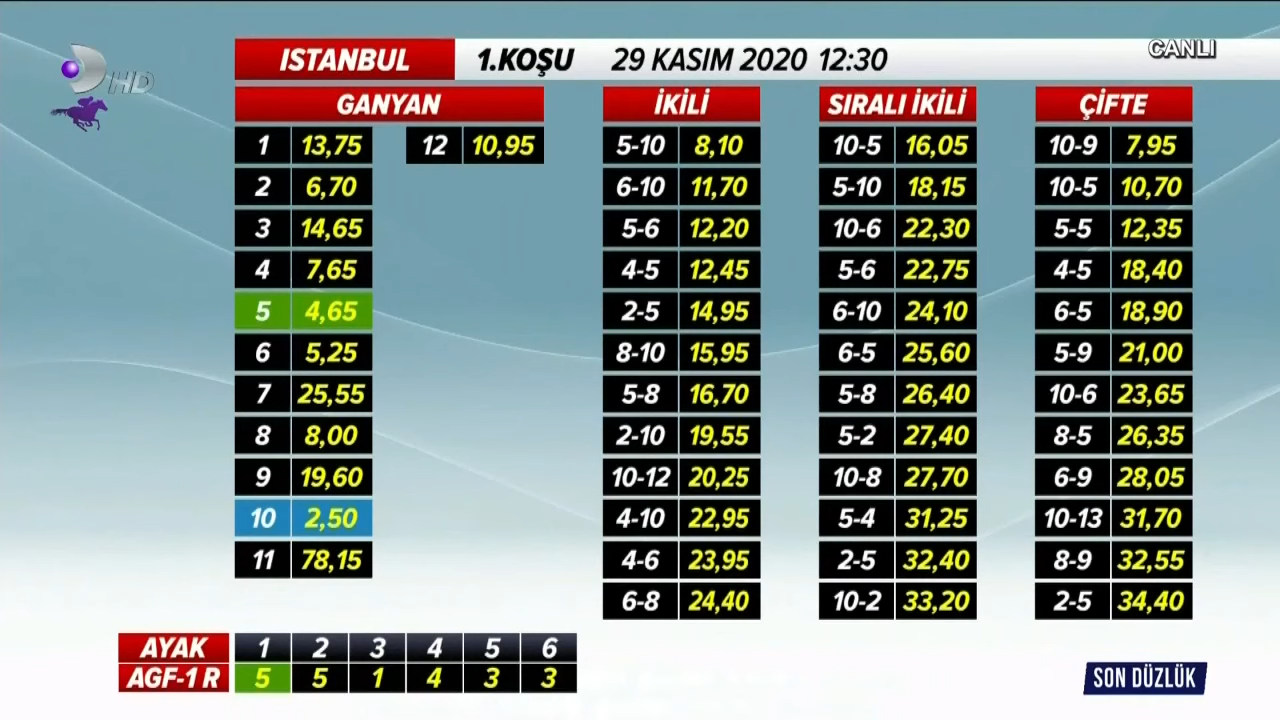 D HD
ISTANBUL 1.KOŞU 29 KASIM 2020 12:30 CANLI
GANYAN İKİLİ SIRALI İKİLİ ÇİFTE
1 13,75 12 10,95 5-10 8,10 10-5 16,05 10-9 7,95
2 6,70 6-10 11,70 5-10 18,15 10-5 10,70
3 14,65 5-6 12,20 10-6 22,30 5-5 12,35
4 7,65 4-5 12,45 5-6 22,75 4-5 18,40
5 4,65 2-5 14,95 6-10 24,10 6-5 18,90
6 5,25 8-10 15,95 6-5 25,60 5-9 21,00
7 25,55 5-8 16,70 5-8 26,40 10-6 23,65
8 8,00 2-10 19,55 5-2 27,40 8-5 26,35
9 19,60 10-12 20,25 10-8 27,70 6-9 28,05
10 2,50 4-10 22,95 5-4 31,25 10-13 31,70
11 78,15 4-6 23,95 2-5 32,40 8-9 32,55
6-8 24,40 10-2 33,20 2-5 34,40
AYAK 1 2 3 4 5 6
AGF-1 R 5 5 1 4 3 3
SON DÜZLÜK